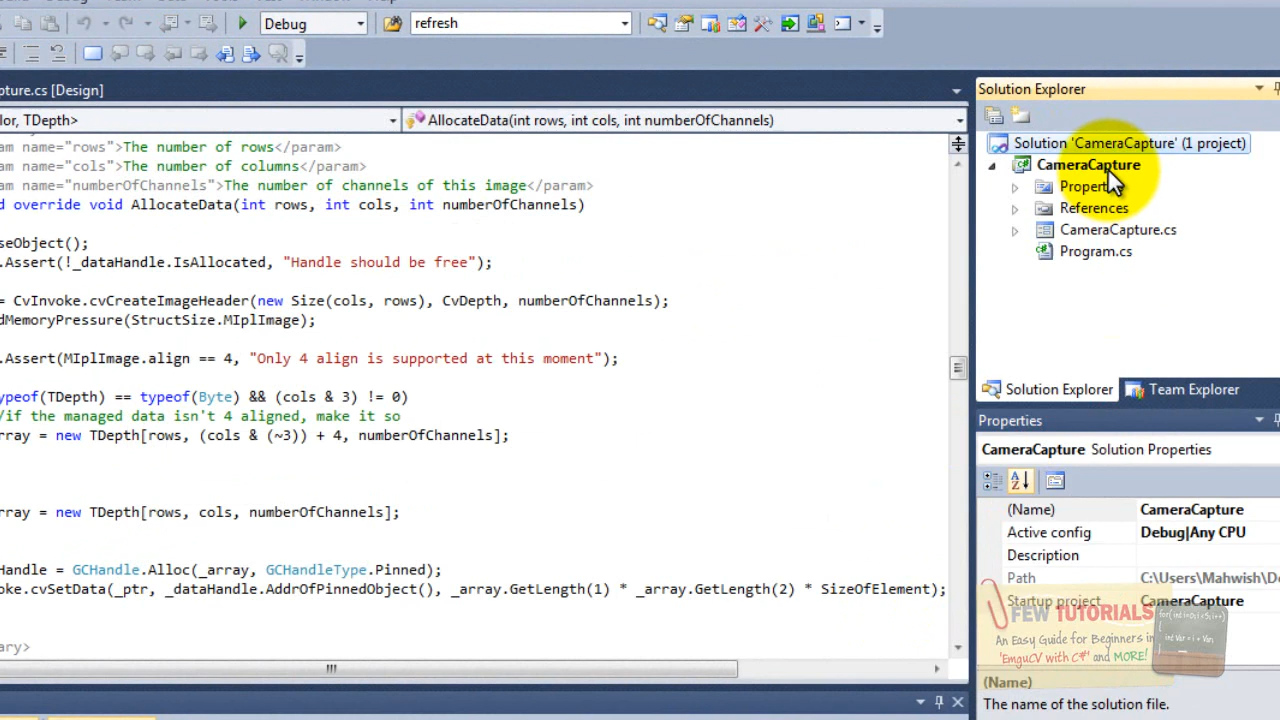 Debug
refresh
pture.cs [Design]
Solution Explorer
lor, TDepth>
AllocateData(int rows, int cols, int numberOfChannels)
am name="rows">The number of rows</param>
am name="cols">The number of columns</param>
am name="numberOfChannels">The number of channels of this image</param>
d override void AllocateData(int rows, int cols, int numberOfChannels)
seObject();
.Assert(!_dataHandle.IsAllocated, "Handle should be free");
= CvInvoke.cvCreateImageHeader(new Size(cols, rows), CvDepth, numberOfChannels);
dMemoryPressure(StructSize.MIplImage);
.Assert(MIplImage.align == 4, "Only 4 align is supported at this moment");
ypeof(TDepth) == typeof(Byte) && (cols & 3) != 0)
/if the managed data isn't 4 aligned, make it so
rray = new TDepth[rows, (cols & (~3)) + 4, numberOfChannels];
rray = new TDepth[rows, cols, numberOfChannels];
Handle = GCHandle.Alloc(_array, GCHandleType.Pinned);
oke.cvSetData(_ptr, _dataHandle.AddrOfPinnedObject(), _array.GetLength(1) * _array.GetLength(2) * SizeOfElement);
ary>
Solution 'CameraCapture' (1 project)
CameraCapture
Propert
References
CameraCapture.cs
Program.cs
Solution Explorer
Team Explorer
Properties
CameraCapture Solution Properties
(Name) CameraCapture
Active config Debug|Any CPU
Description
Path C:\Users\Mahwish\De
Startup project CameraCapture
FEW TUTORIALS
An Easy Guide for Beginners in
'EmguCV with C#' and MORE!
(Name)
The name of the solution file.